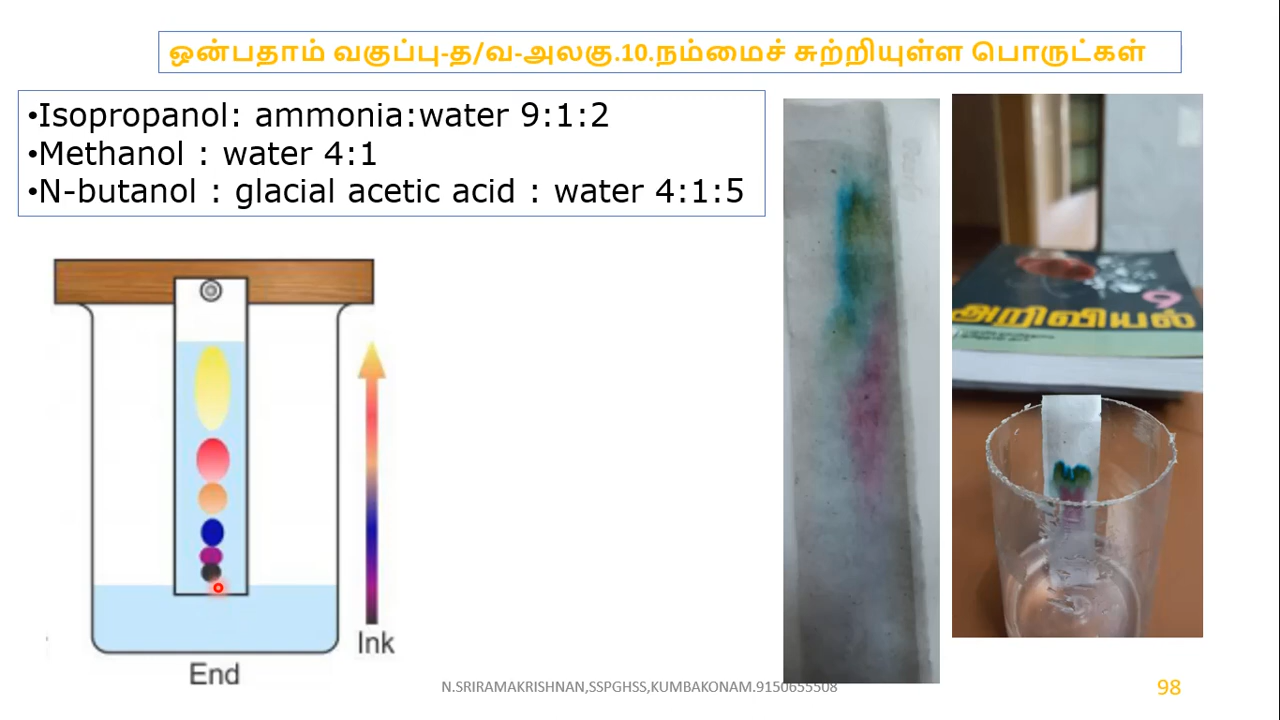 ஒன்பதாம் வகுப்பு-த/வ-அலகு.10.நம்மைச் சுற்றியுள்ள பொருட்கள்
•Isopropanol: ammonia:water 9:1:2
•Methanol : water 4:1
•N-butanol : glacial acetic acid : water 4:1:5
9
அறிவியல்
Ink
End
N.SRIRAMAKRISHNAN,SSPGHSS,KUMBAKONAM.9150655508
98